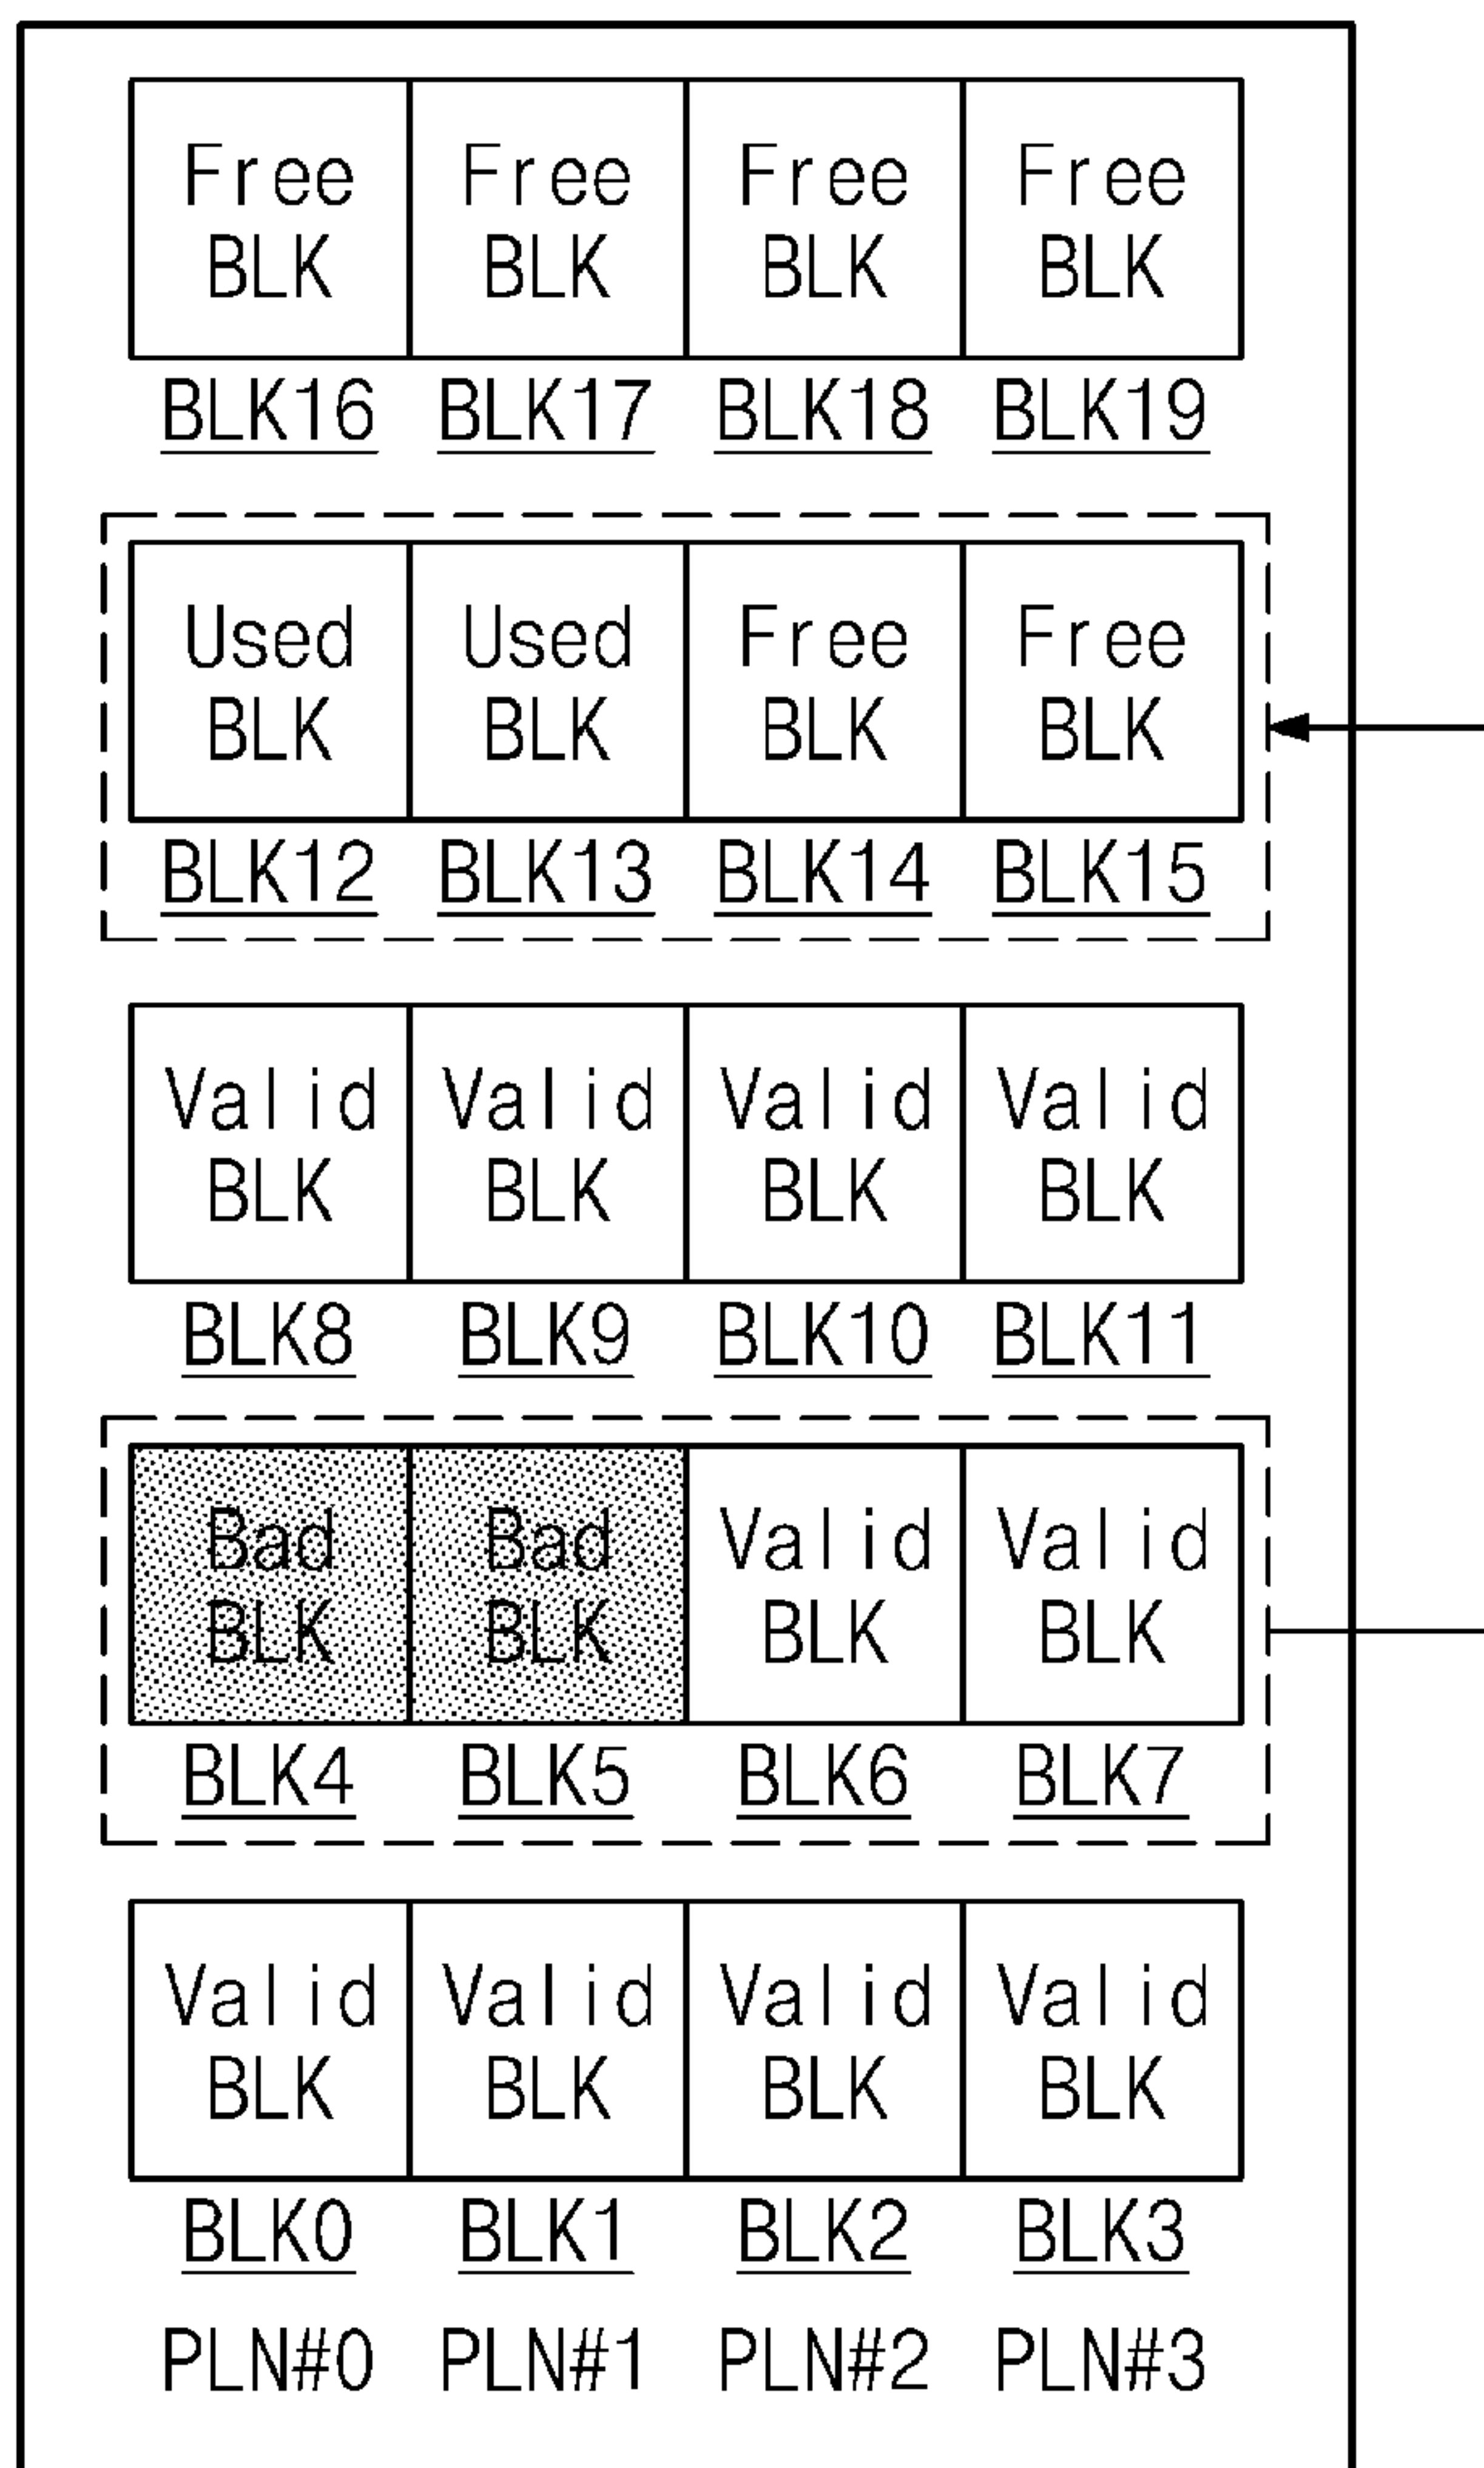 Free Free Free Free
BLK BLK BLK BLK
BLK16 BLK17 BLK18 BLK19
Used Used Free Free
BLK BLK BLK BLK
BLK12 BLK13 BLK14 BLK15
Valid Valid Valid Valid
BLK BLK BLK BLK
BLK8 BLK9 BLK10 BLK11
Bad Bad Valid Valid
BLK BLK BLK BLK
BLK4 BLK5 BLK6 BLK7
Valid Valid Valid Valid
BLK BLK BLK BLK
BLK0 BLK1 BLK2 BLK3
PLN#0 PLN#1 PLN#2 PLN#3